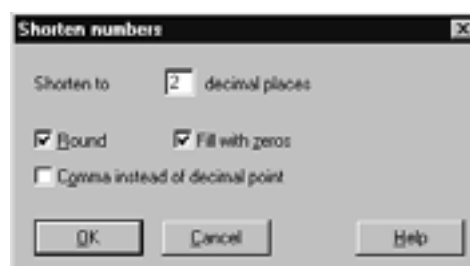 Shorten numbers
Shorten to 2 decimal places
Round Fill with zeros
Comma instead of decimal point
OK Cancel Help